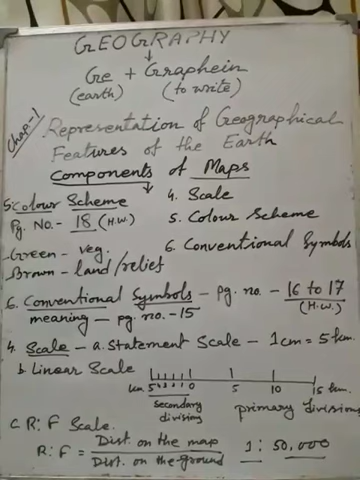 GEOGRAPHY
Ge + Graphein
(earth) (to write)
Chap-1
Representation of Geographical
Features of the Earth
Components of Maps
5. Colour Scheme
Pg. No. - 18 (H.W.)
Green - veg.
Brown - land/relief
4. Scale
5. Colour Scheme
6. Conventional Symbols
6. Conventional Symbols - pg. no. - 16 to 17
meaning - pg. no. - 15 (H.W.)
4. Scale - a. Statement Scale - 1cm = 5km
b. Linear Scale
km. 5 4 3 2 1 0 5 10 15 km.
secondary division primary division
C. R:F Scale.
R:F = Dist. on the map 1:50,000
Dist. on the ground